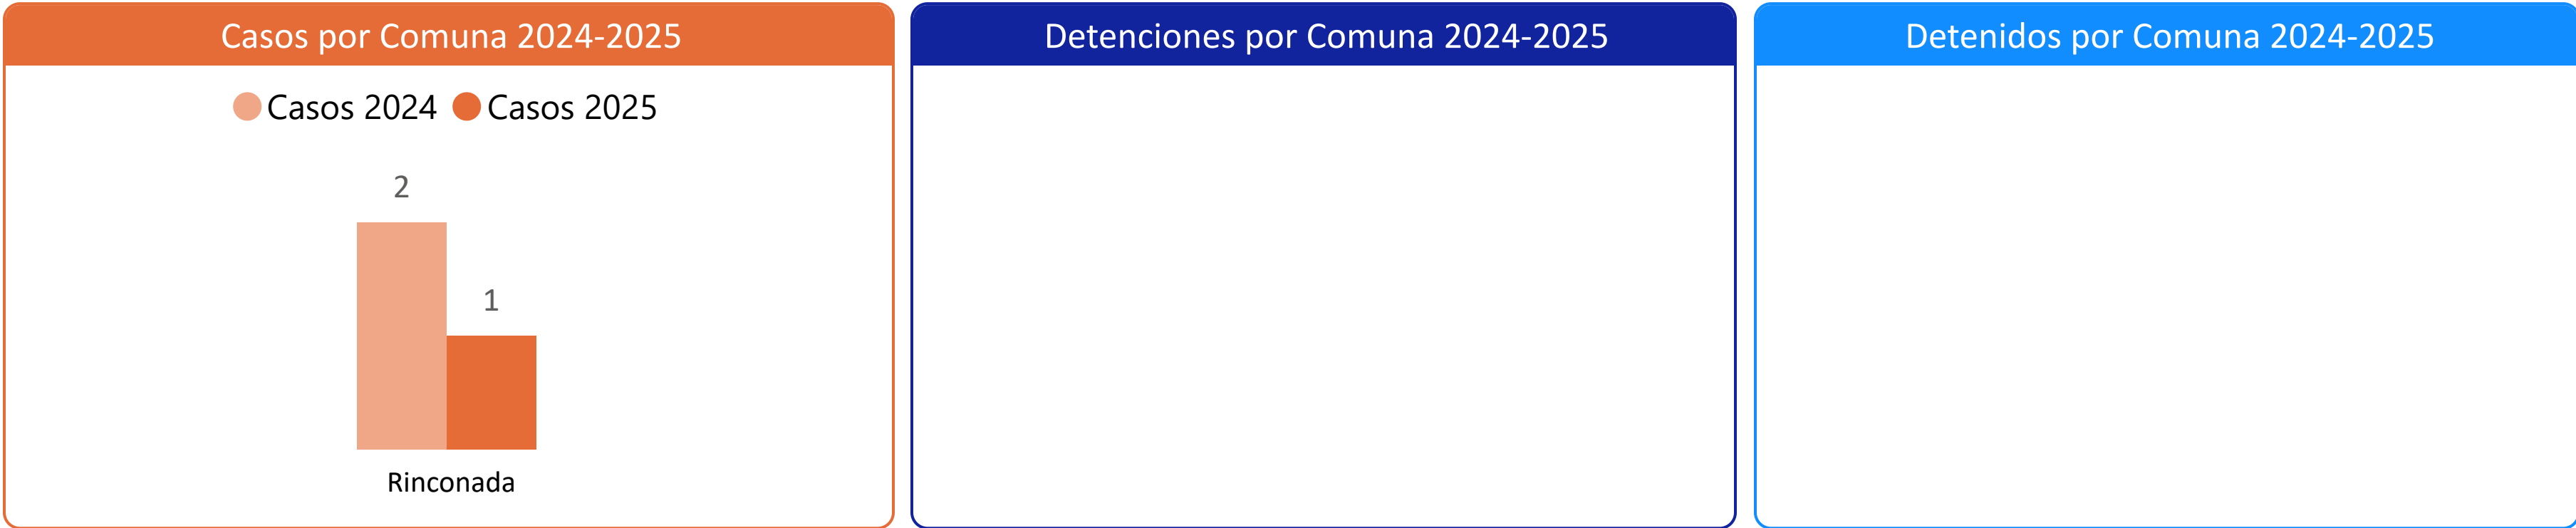 Casos por Comuna 2024-2025
Casos 2024 Casos 2025
2
1
Rinconada
Detenciones por Comuna 2024-2025
Detenidos por Comuna 2024-2025